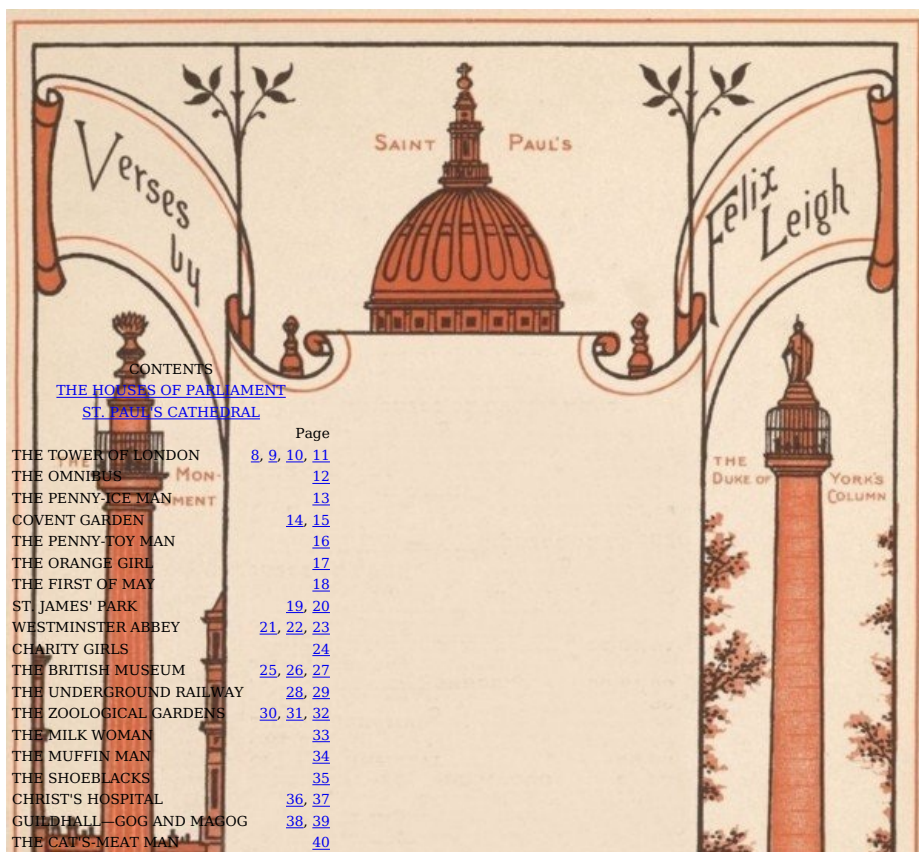 SAINT PAUL'S
Verses
by
Felix
Leigh
CONTENTS
THE HOUSES OF PARLIAMENT
ST. PAUL'S CATHEDRAL
Page
THE TOWER OF LONDON 8, 9, 10, 11
THE OMNIBUS 12
THE PENNY-ICE MAN 13
COVENT GARDEN 14, 15
THE PENNY-TOY MAN 16
THE ORANGE GIRL 17
THE FIRST OF MAY 18
ST. JAMES' PARK 19, 20
WESTMINSTER ABBEY 21, 22, 23
CHARITY GIRLS 24
THE BRITISH MUSEUM 25, 26, 27
THE UNDERGROUND RAILWAY 28, 29
THE ZOOLOGICAL GARDENS 30, 31, 32
THE MILK WOMAN 33
THE MUFFIN MAN 34
THE SHOEBLACKS 35
CHRIST'S HOSPITAL 36, 37
GUILDHALL—GOG AND MAGOG 38, 39
THE CAT'S-MEAT MAN 40
THE MON-
UMENT
THE
DUKE OF YORK'S
COLUMN